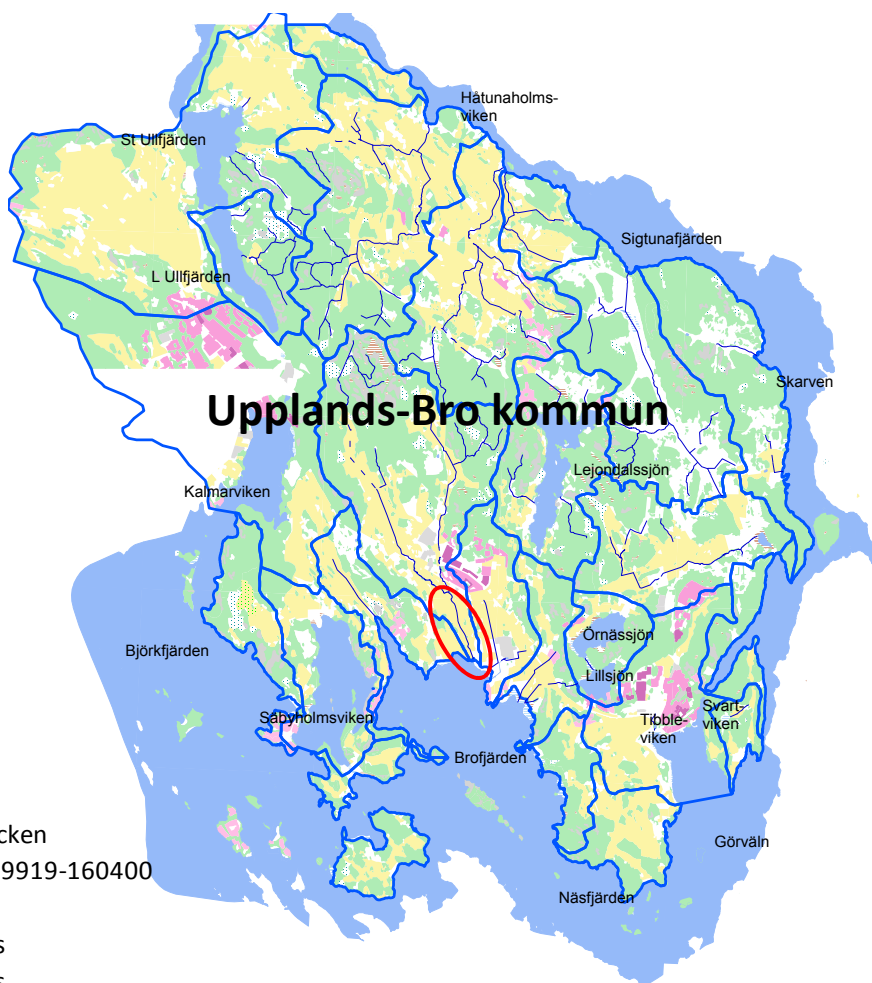 Håtunaholms-
viken
St Ullfjärden
Sigtunafjärden
L Ullfjärden
Skarven
Upplands-Bro kommun
Lejondalssjön
Kalmarviken
Örnässjön
Björkfjärden
Lillsjön
Säbyholmsviken
Tibble-
viken
Svart-
viken
Brofjärden
cken
9919-160400
Görväln
Näsfjärden
s